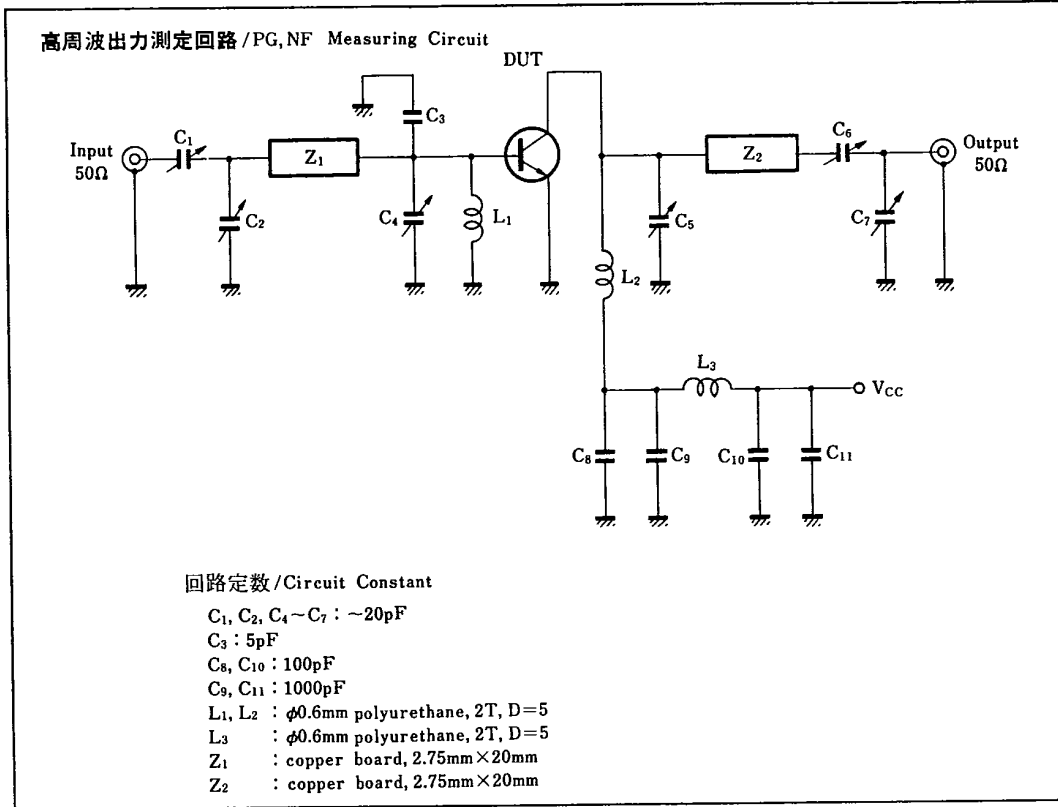 高周波出力測定回路/PG,NF Measuring Circuit
DUT
C3
C1
Input
50Ω
Z1
C2
C4
L1
Z2
C6
Output
50Ω
C5
C7
L2
L3
VCC
C8
C9
C10
C11
回路定数/Circuit Constant
C1, C2, C4~C7 : ~20pF
C3 : 5pF
C8, C10 : 100pF
C9, C11 : 1000pF
L1, L2 : φ0.6mm polyurethane, 2T, D=5
L3 : φ0.6mm polyurethane, 2T, D=5
Z1 : copper board, 2.75mm×20mm
Z2 : copper board, 2.75mm×20mm